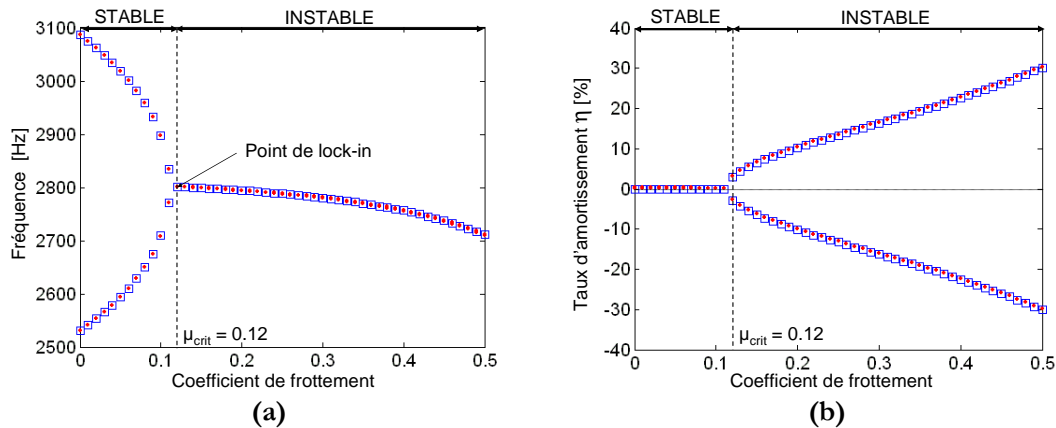 STABLE INSTABLE
3100
3000
2900
2800
2700
2600
2500
Fréquence [Hz]
Point de lock-in
µcrit = 0.12
0 0.1 0.2 0.3 0.4 0.5
Coefficient de frottement
(a)
STABLE INSTABLE
40
30
20
10
0
-10
-20
-30
-40
Taux d'amortissement η [%]
µcrit = 0.12
0 0.1 0.2 0.3 0.4 0.5
Coefficient de frottement
(b)